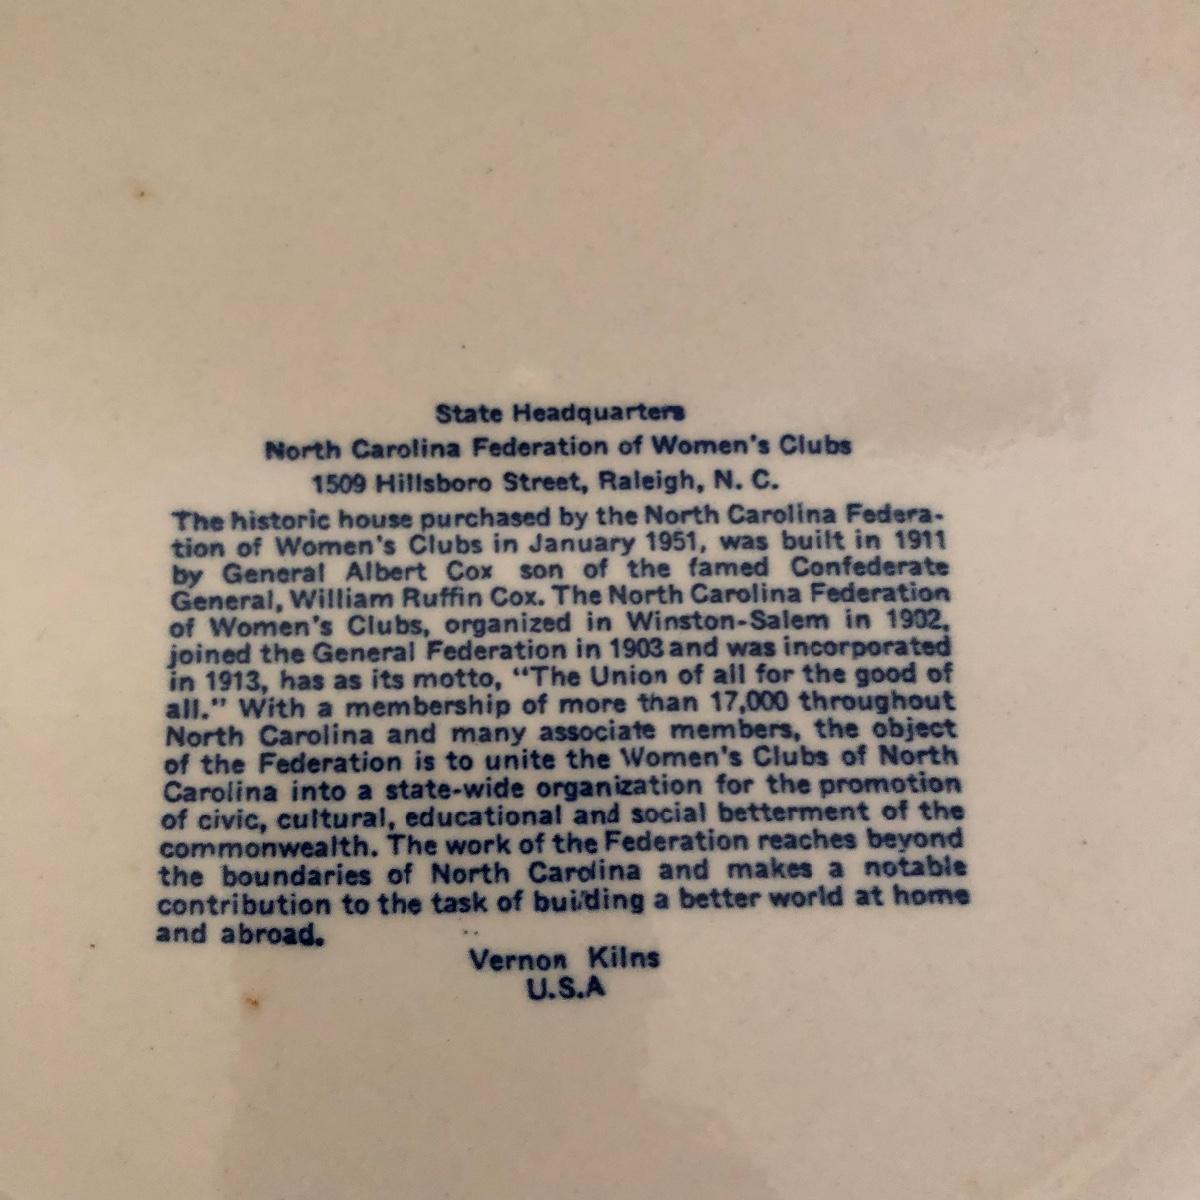 State Headquarters
North Carolina Federation of Women's Clubs
1509 Hillsboro Street, Raleigh, N. C.
The historic house purchased by the North Carolina Federa-
tion of Women's Clubs in January 1951, was built in 1911
by General Albert Cox son of the famed Confederate
General, William Ruffin Cox. The North Carolina Federation
of Women's Clubs, organized in Winston-Salem in 1902,
joined the General Federation in 1903 and was incorporated
in 1913, has as its motto, “The Union of all for the good of
all.” With a membership of more than 17,000 throughout
North Carolina and many associate members, the object
of the Federation is to unite the Women's Clubs of North
Carolina into a state-wide organization for the promotion
of civic, cultural, educational and social betterment of the
commonwealth. The work of the Federation reaches beyond
the boundaries of North Carolina and makes a notable
contribution to the task of building a better world at home
and abroad.
Vernon Kilns
U.S.A